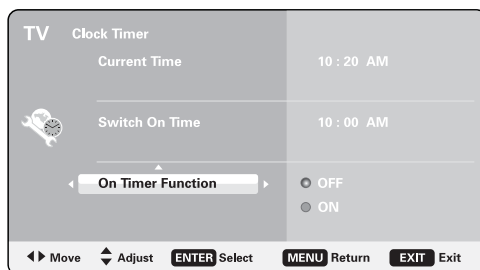 TV Clock Timer
Current Time 10 : 20 AM
Switch On Time 10 : 00 AM
On Timer Function OFF
ON
Move Adjust ENTER Select MENU Return EXIT Exit